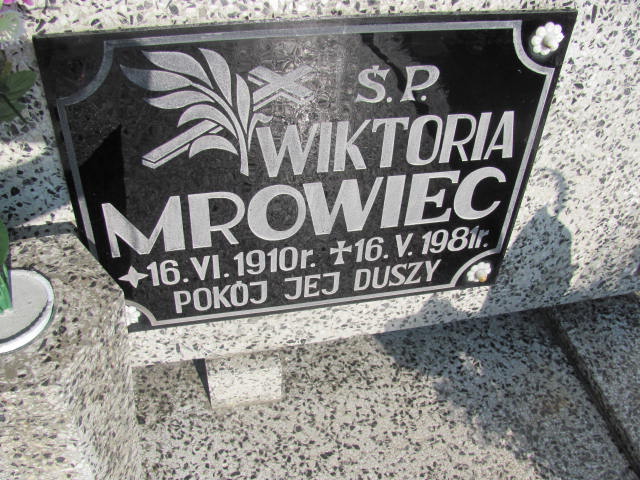 Ś.P.
WIKTORIA
MROWIEC
16.VI.1910r. 16.V.1981r.
POKÓJ JEJ DUSZY